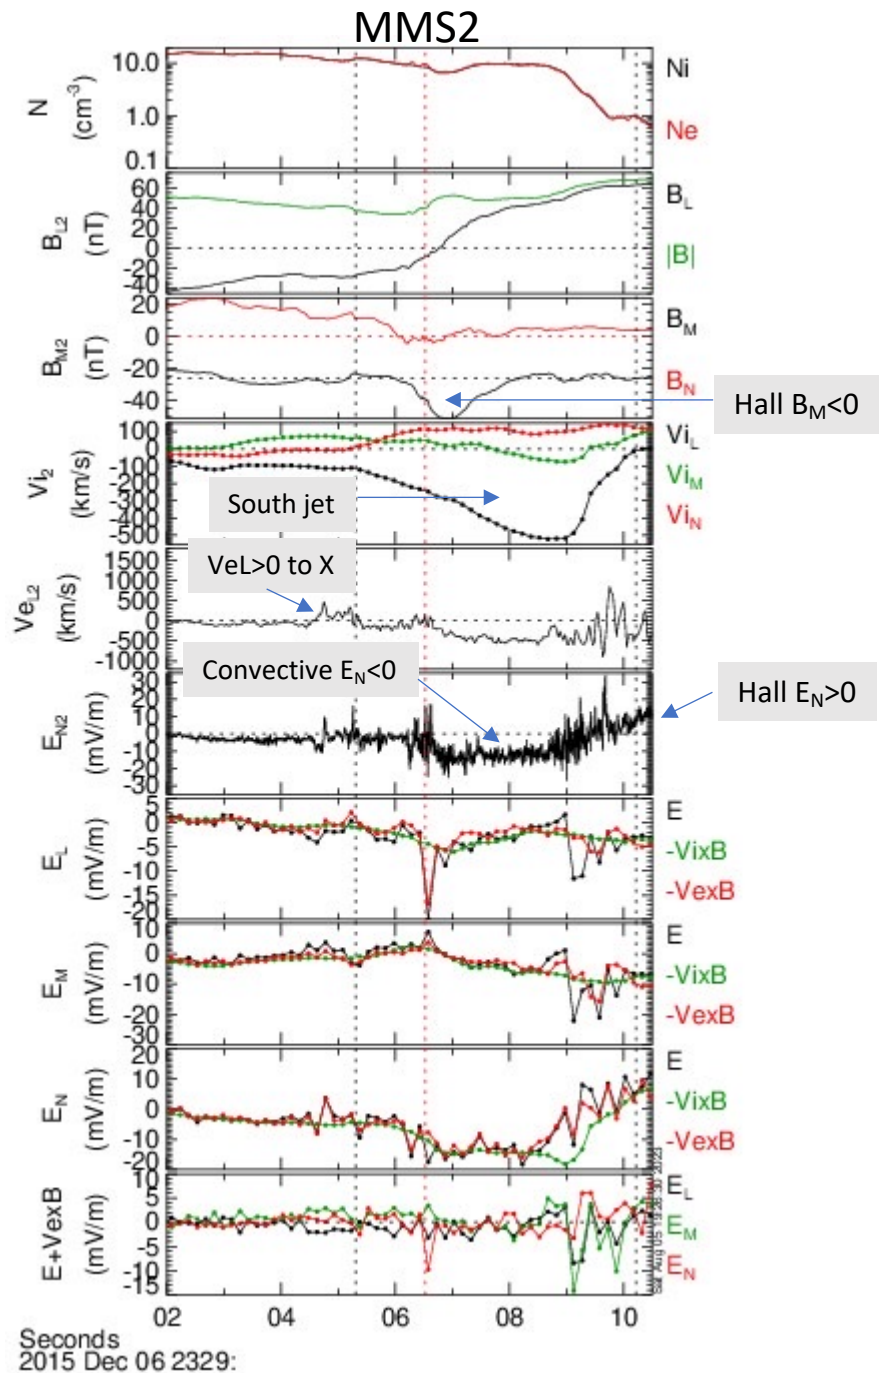 MMS2
10.0
1.0
0.1
N
(cm⁻³)
Ni
Ne
60
40
20
0
-20
-40
B_L2
(nT)
B_L
|B|
20
0
-20
-40
B_M2
(nT)
B_M
B_N
Hall B_M<0
100
0
-100
-200
-300
-400
-500
Vi_2
(km/s)
Vi_L
Vi_M
Vi_N
South jet
VeL>0 to X
1500
1000
500
0
-500
-1000
Ve_L2
(km/s)
Convective E_N<0
Hall E_N>0
30
20
10
0
-10
-20
-30
E_N2
(mV/m)
5
0
-5
-10
-15
-20
E_L
(mV/m)
E
-VixB
-VexB
10
0
-10
-20
-30
E_M
(mV/m)
E
-VixB
-VexB
20
10
0
-10
-20
E_N
(mV/m)
E
-VixB
-VexB
10
5
0
-5
-10
-15
E+VexB
(mV/m)
E_L
E_M
E_N
02 04 06 08 10
Seconds
2015 Dec 06 2329: